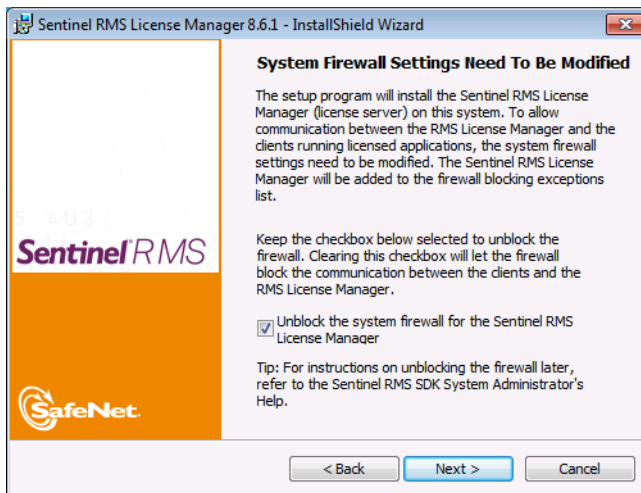 Sentinel RMS License Manager 8.6.1 - InstallShield Wizard
System Firewall Settings Need To Be Modified
The setup program will install the Sentinel RMS License
Manager (license server) on this system. To allow
communication between the RMS License Manager and the
clients running licensed applications, the system firewall
settings need to be modified. The Sentinel RMS License
Manager will be added to the firewall blocking exceptions
list.
5 4U3
Sentinel RMS
Keep the checkbox below selected to unblock the
firewall. Clearing this checkbox will let the firewall
block the communication between the clients and the
RMS License Manager.
Unblock the system firewall for the Sentinel RMS
License Manager
Tip: For instructions on unblocking the firewall later,
refer to the Sentinel RMS SDK System Administrator's
Help.
SafeNet.
< Back
Next >
Cancel